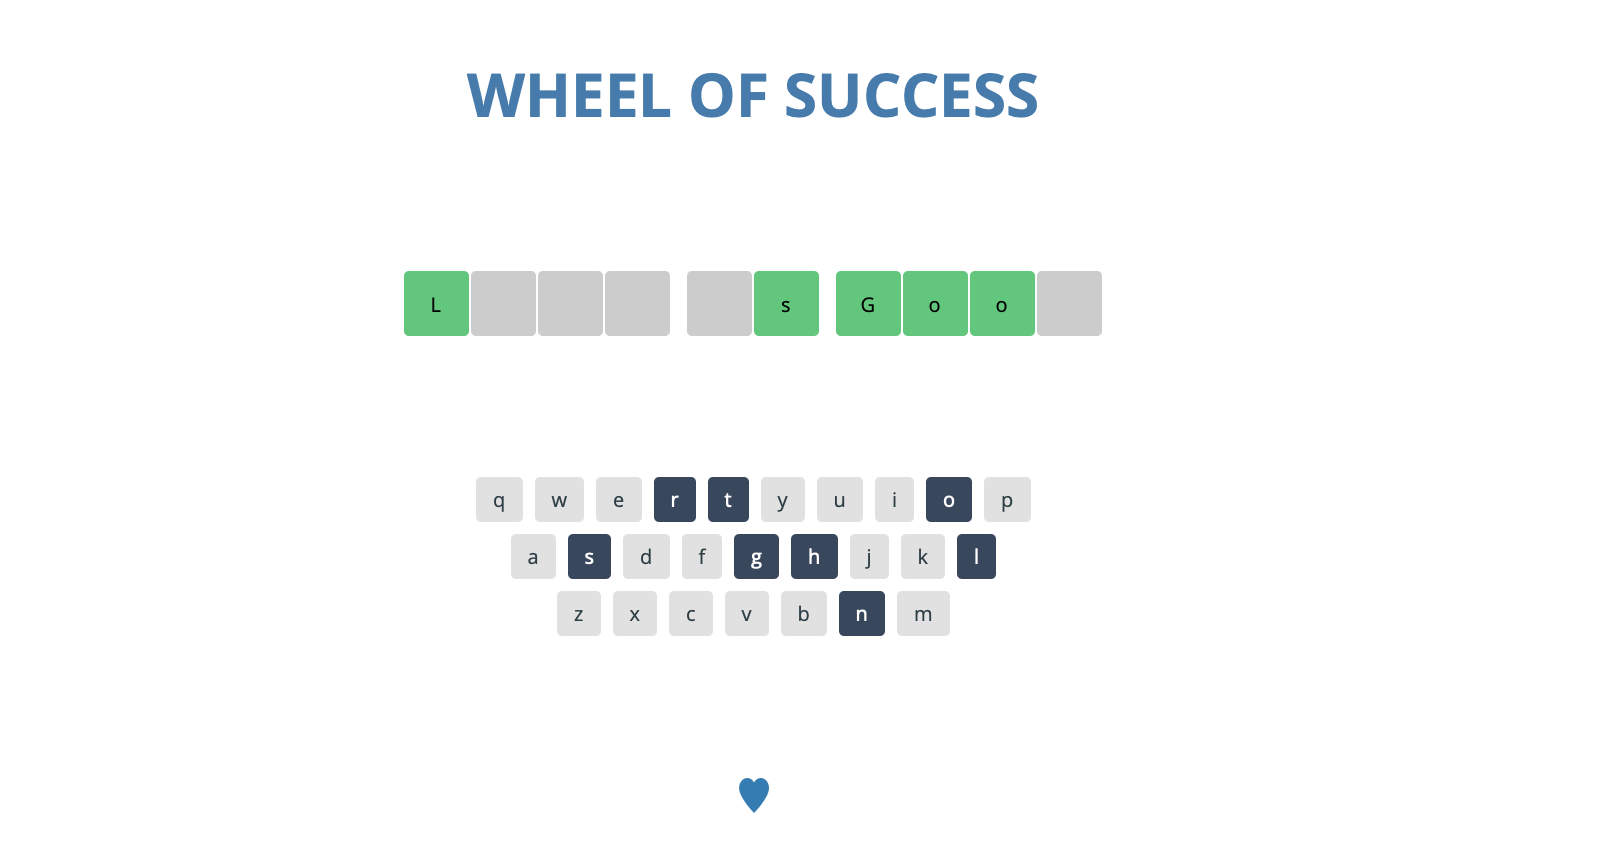 WHEEL OF SUCCESS
L s G o o
q w e r t y u i o p
a s d f g h j k l
z x c v b n m